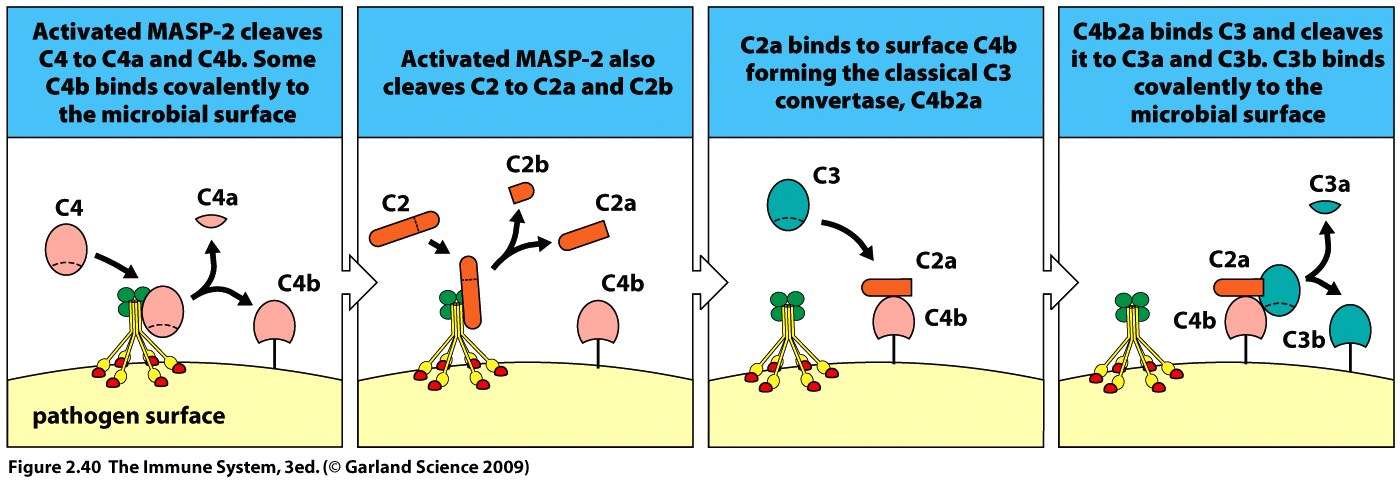 Activated MASP-2 cleaves
C4 to C4a and C4b. Some
C4b binds covalently to
the microbial surface
C4
C4a
C4b
pathogen surface
Activated MASP-2 also
cleaves C2 to C2a and C2b
C2
C2b
C2a
C4b
C2a binds to surface C4b
forming the classical C3
convertase, C4b2a
C3
C2a
C4b
C4b2a binds C3 and cleaves
it to C3a and C3b. C3b binds
covalently to the
microbial surface
C3a
C2a
C4b
C3b
Figure 2.40 The Immune System, 3ed. (© Garland Science 2009)